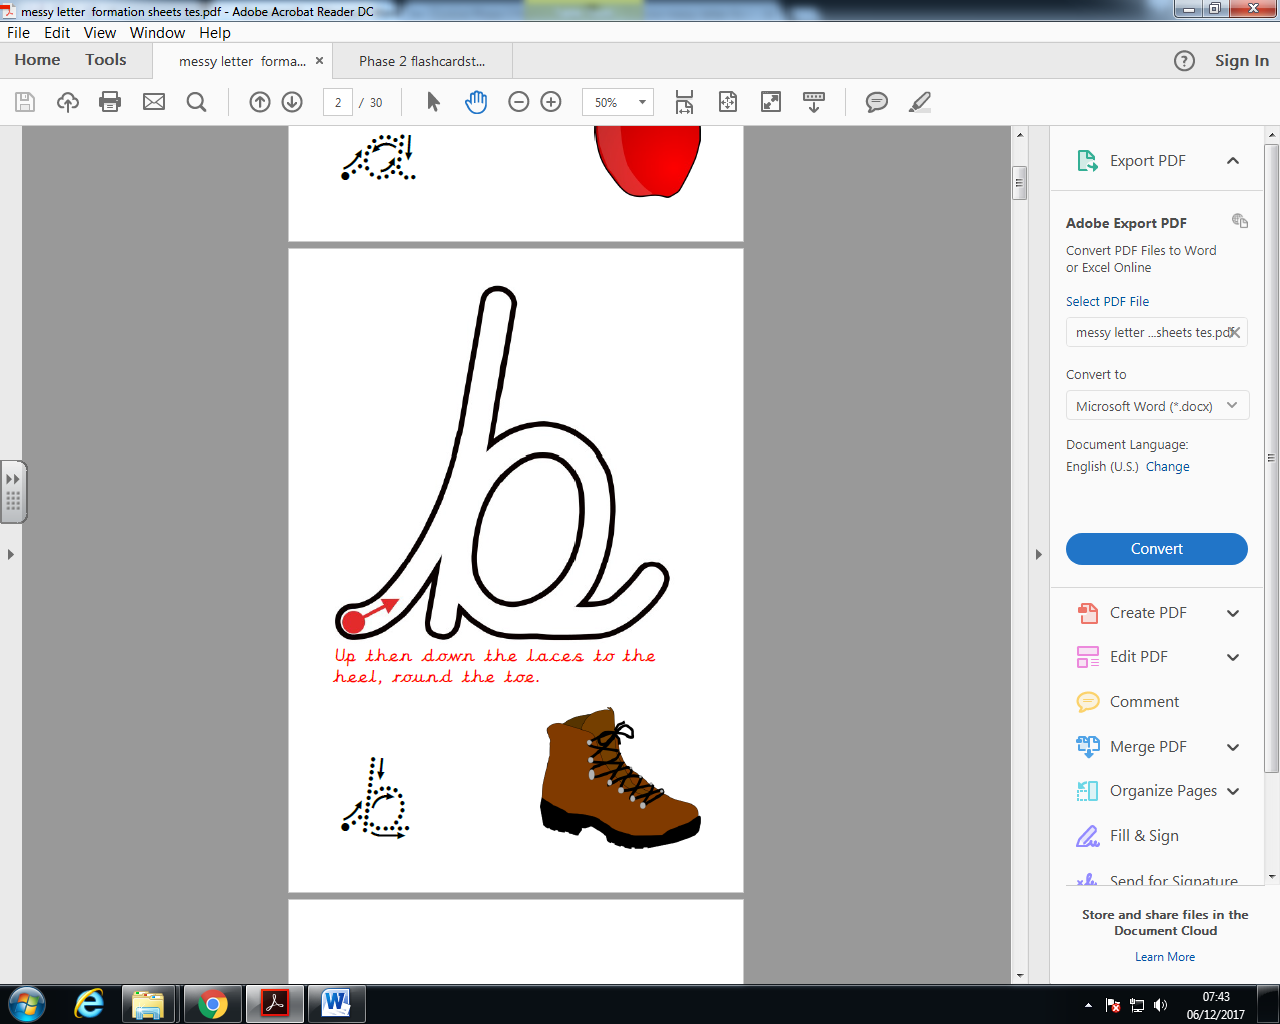 messy letter  formation sheets tes.pdf - Adobe Acrobat Reader DC
File Edit View Window Help
Home Tools messy letter  forma... × Phase 2 flashcardst... Sign In
2 / 30 50%
Export PDF
Adobe Export PDF
Convert PDF Files to Word
or Excel Online
Select PDF File
messy letter ...sheets tes.pdf
Convert to
Microsoft Word (*.docx)
Document Language:
English (U.S.) Change
Convert
Create PDF
Edit PDF
Comment
Merge PDF
Organize Pages
Fill & Sign
Send for Signature
Store and share files in the
Document Cloud
Learn More
a
b
Up then down the laces to the
heel, round the toe.
b
07:43
06/12/2017